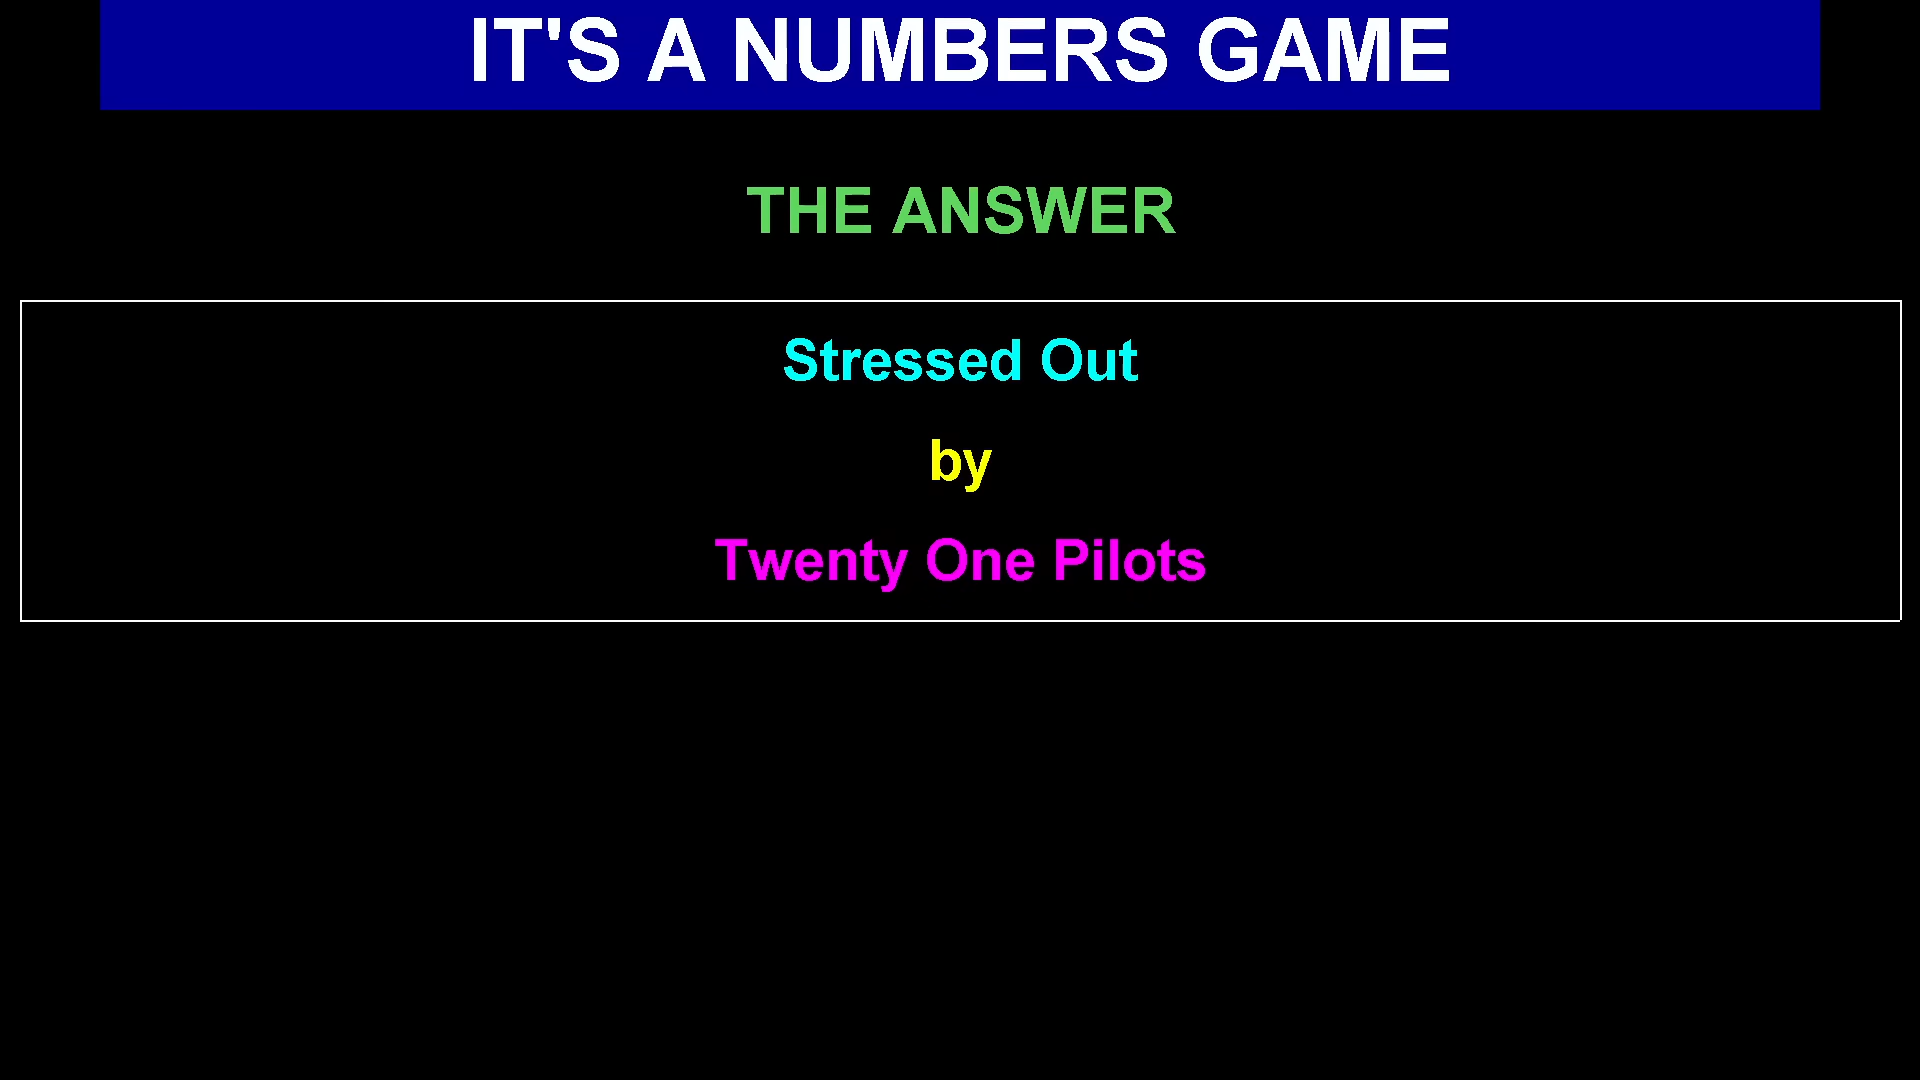 IT'S A NUMBERS GAME
THE ANSWER
Stressed Out
by
Twenty One Pilots